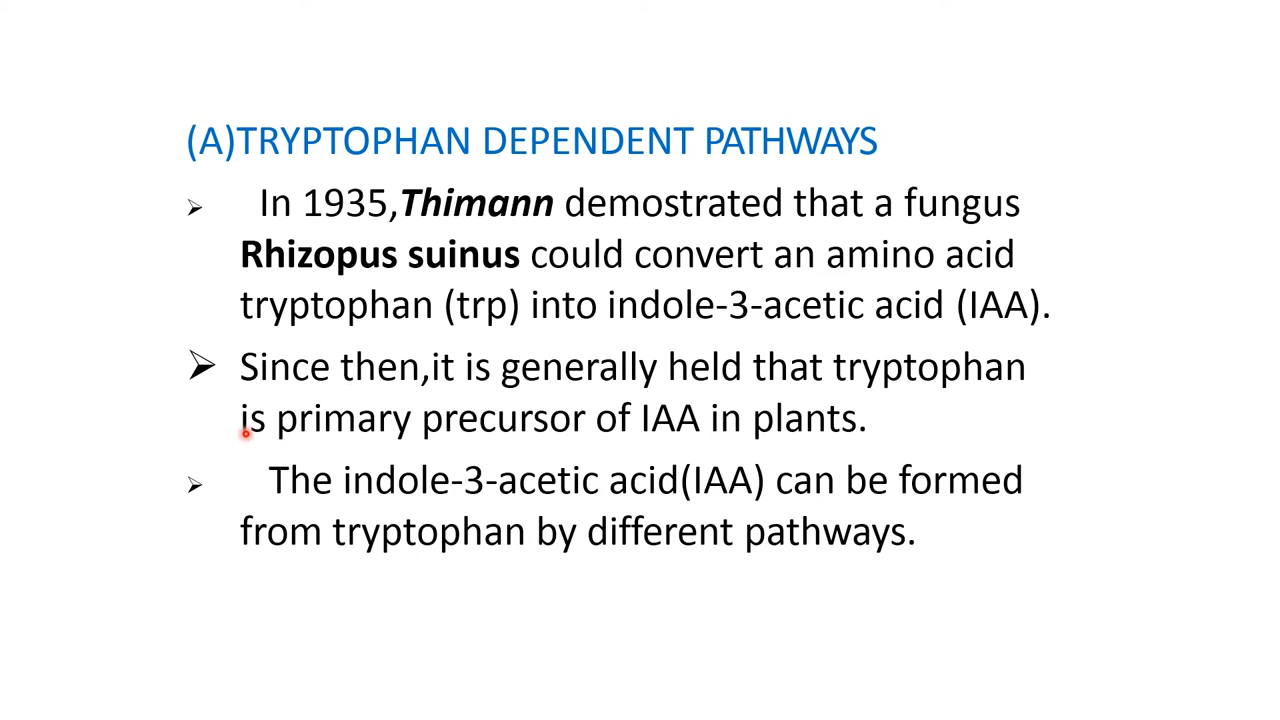 (A)TRYPTOPHAN DEPENDENT PATHWAYS
In 1935,Thimann demostrated that a fungus
Rhizopus suinus could convert an amino acid
tryptophan (trp) into indole-3-acetic acid (IAA).
Since then,it is generally held that tryptophan
is primary precursor of IAA in plants.
The indole-3-acetic acid(IAA) can be formed
from tryptophan by different pathways.